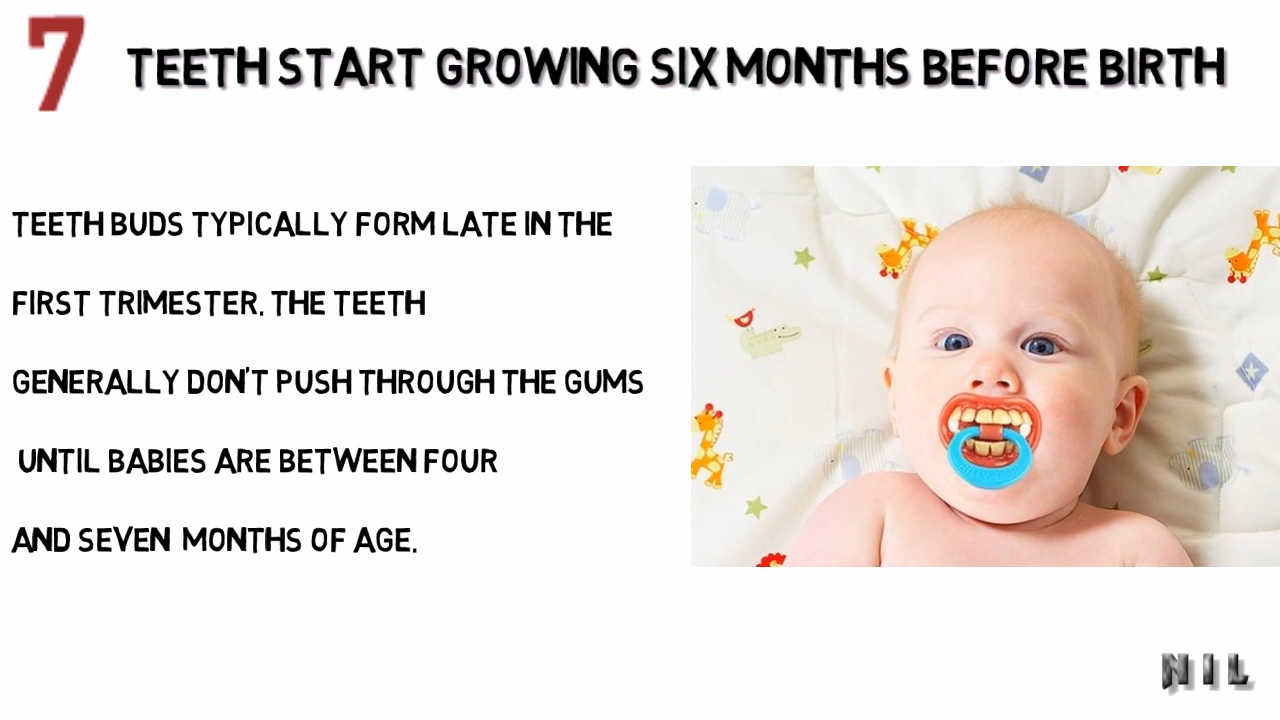 7 TEETH START GROWING SIX MONTHS BEFORE BIRTH
TEETH BUDS TYPICALLY FORM LATE IN THE
FIRST TRIMESTER. THE TEETH
GENERALLY DON'T PUSH THROUGH THE GUMS
UNTIL BABIES ARE BETWEEN FOUR
AND SEVEN MONTHS OF AGE.
NIL